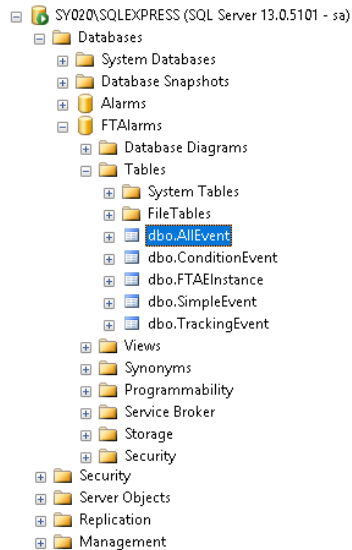 SY020\SQLEXPRESS (SQL Server 13.0.5101 - sa)
Databases
System Databases
Database Snapshots
Alarms
FTAlarms
Database Diagrams
Tables
System Tables
FileTables
dbo.AllEvent
dbo.ConditionEvent
dbo.FTAEInstance
dbo.SimpleEvent
dbo.TrackingEvent
Views
Synonyms
Programmability
Service Broker
Storage
Security
Security
Server Objects
Replication
Management